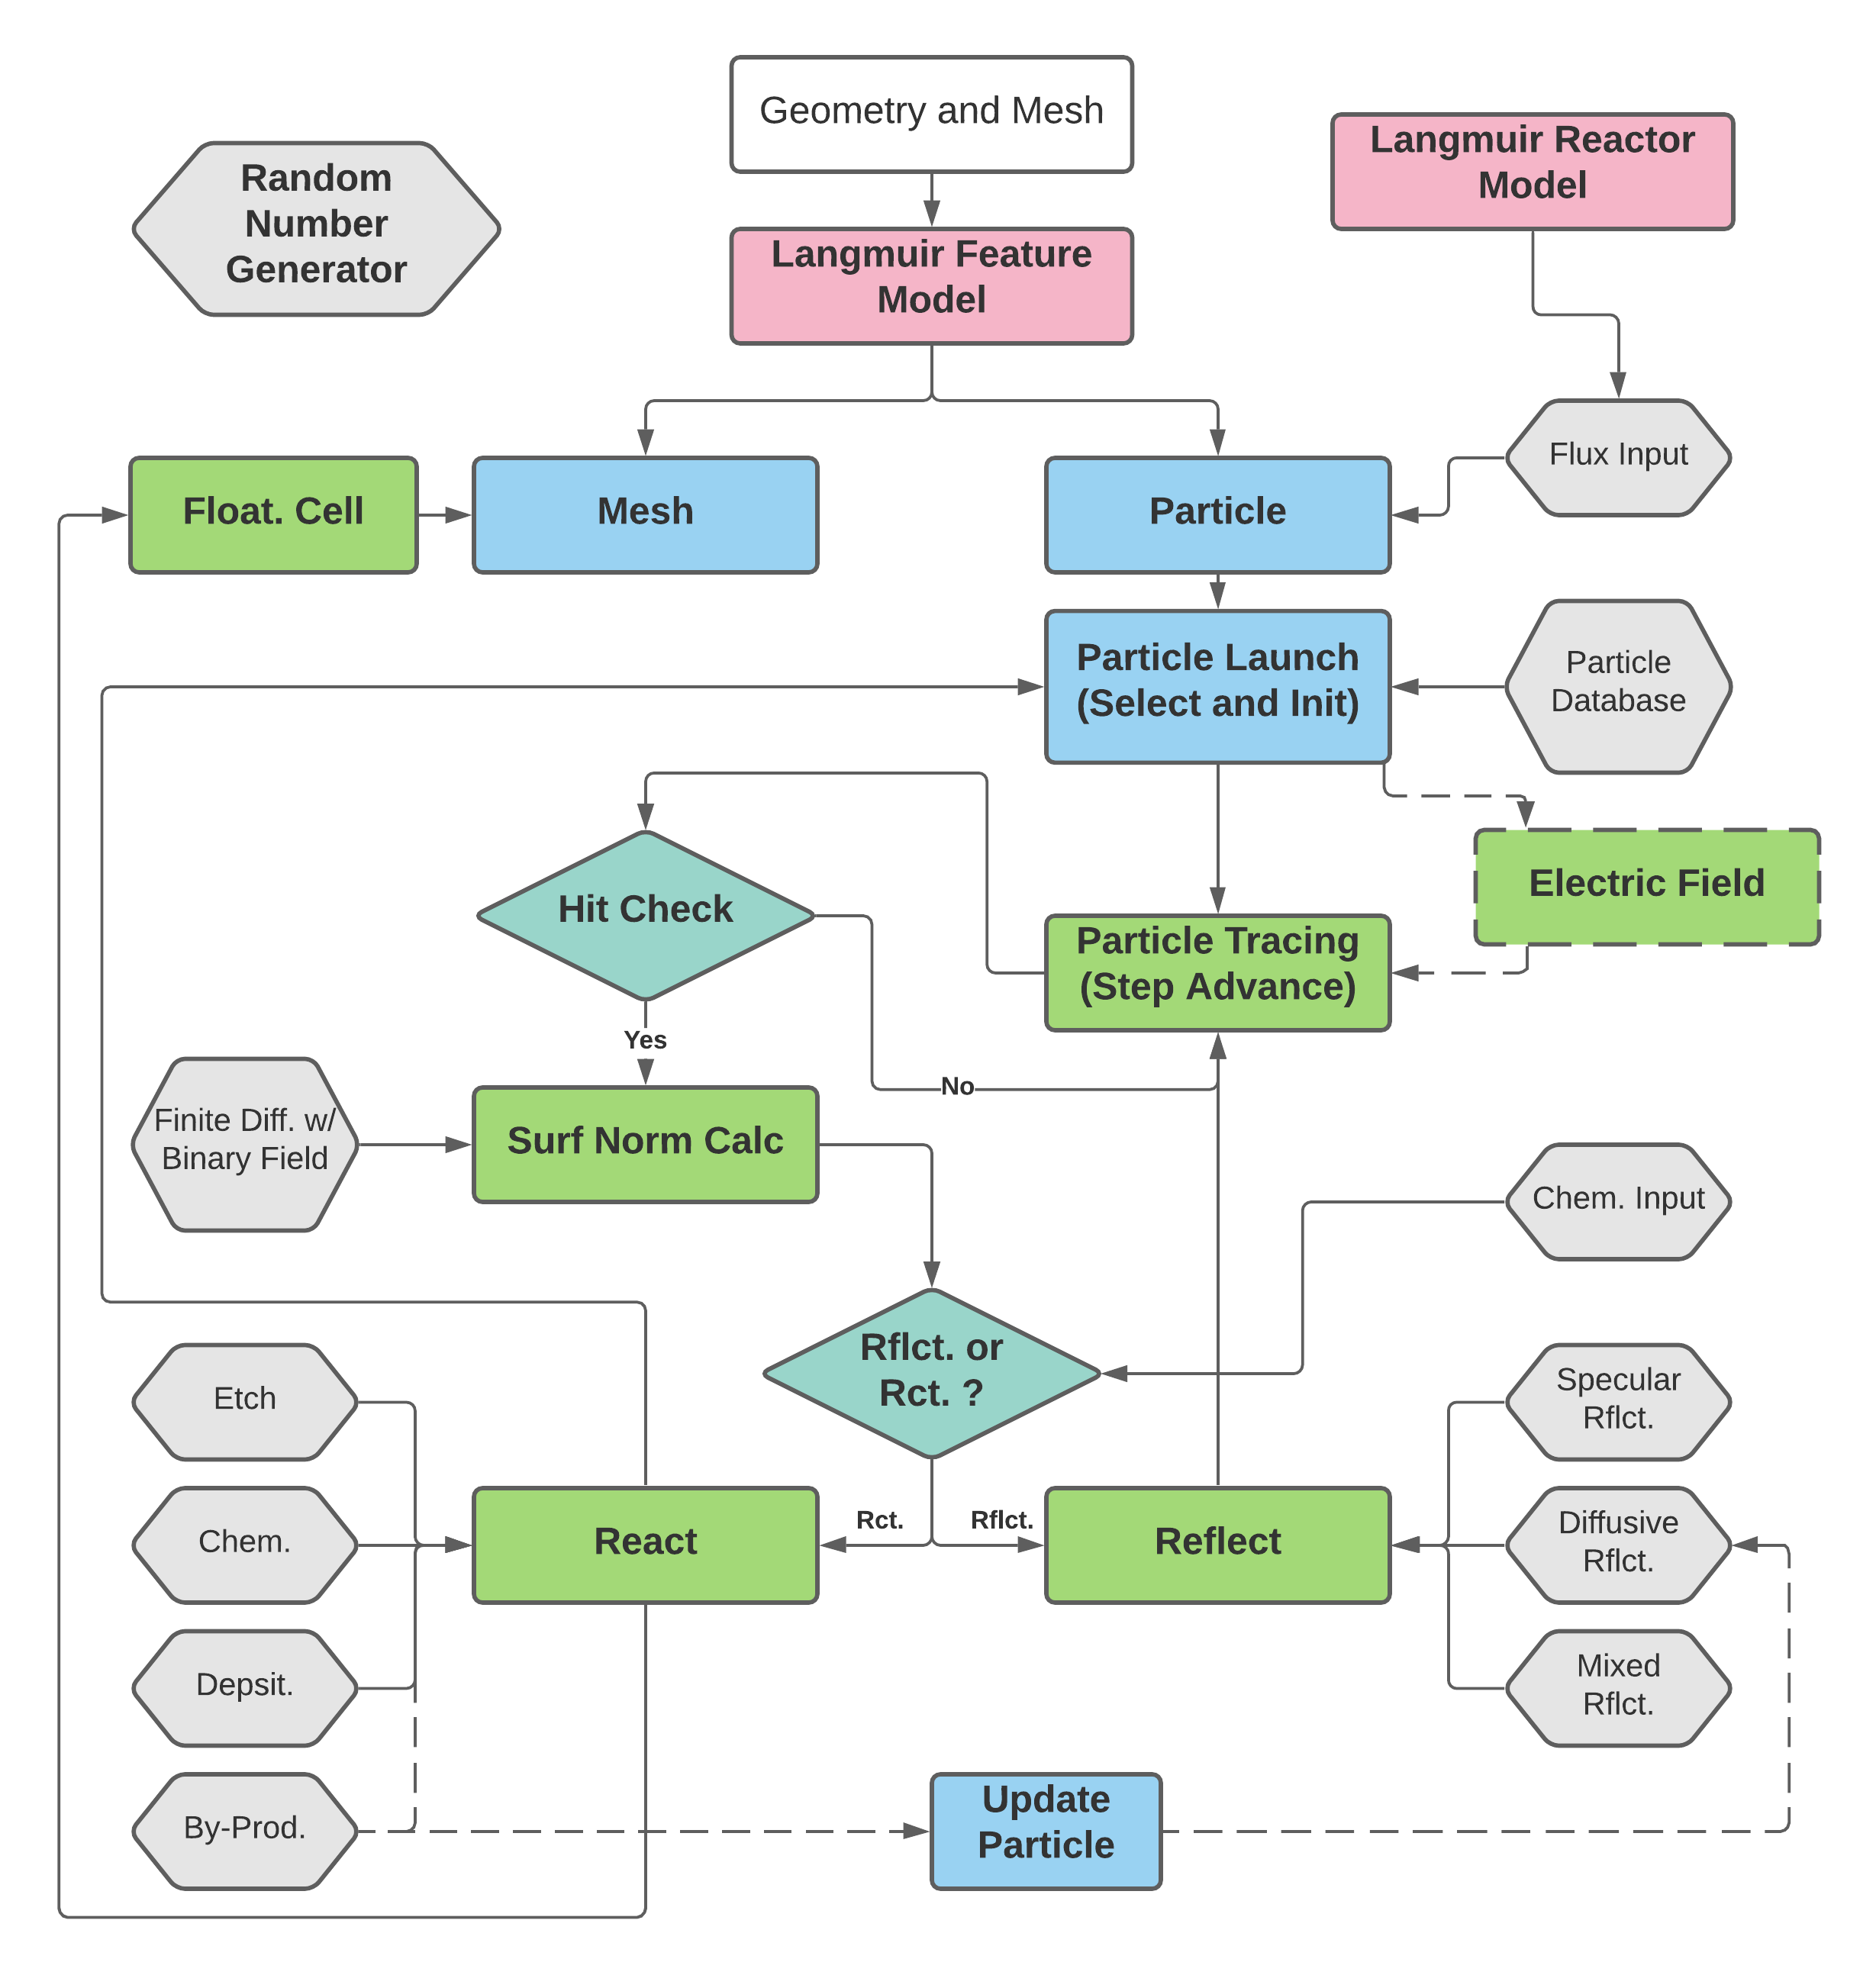 Geometry and Mesh
Langmuir Reactor
Model
Random
Number
Generator
Langmuir Feature
Model
Flux Input
Float. Cell
Mesh
Particle
Particle Launch
(Select and Init)
Particle
Database
Hit Check
Electric Field
Particle Tracing
(Step Advance)
Yes
No
Finite Diff. w/
Binary Field
Surf Norm Calc
Chem. Input
Rflct. or
Rct. ?
Etch
Specular
Rflct.
Chem.
React
Rct.
Rflct.
Reflect
Diffusive
Rflct.
Depsit.
Mixed
Rflct.
By-Prod.
Update
Particle